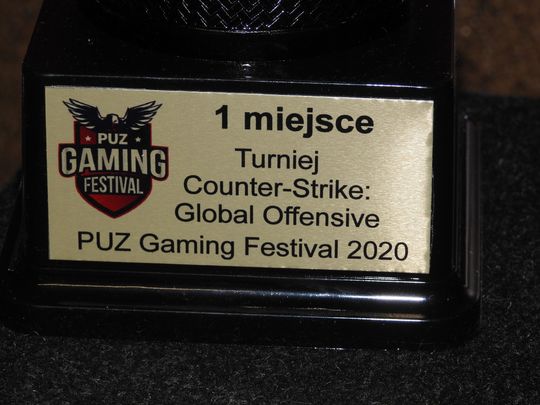 PUZ
GAMING
FESTIVAL
1 miejsce
Turniej
Counter-Strike:
Global Offensive
PUZ Gaming Festival 2020